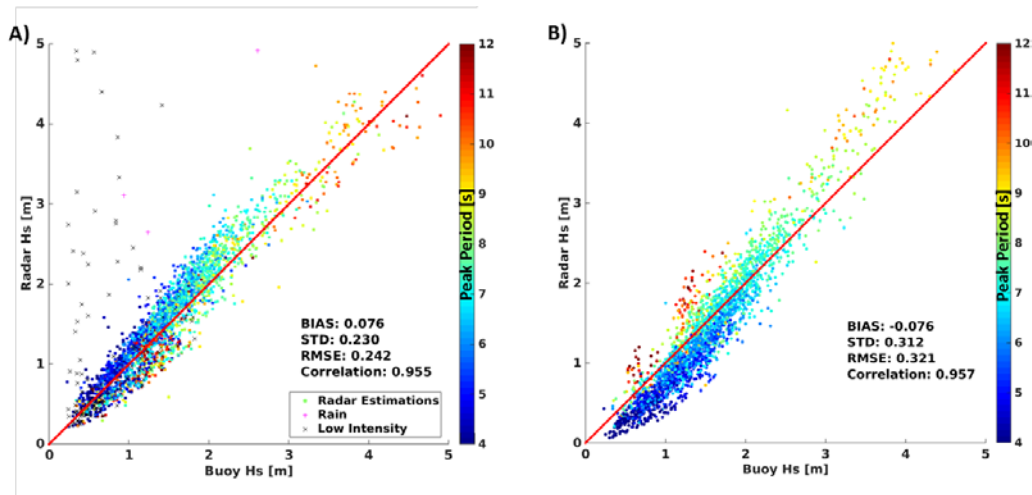 A)
5
4
3
2
1
0
Radar Hs [m]
0 1 2 3 4 5
Buoy Hs [m]
BIAS: 0.076
STD: 0.230
RMSE: 0.242
Correlation: 0.955
Radar Estimations
Rain
Low Intensity
12
11
10
9
8
7
6
5
4
Peak Period [s]
B)
5
4
3
2
1
0
Radar Hs [m]
0 1 2 3 4 5
Buoy Hs [m]
BIAS: -0.076
STD: 0.312
RMSE: 0.321
Correlation: 0.957
12
11
10
9
8
7
6
5
4
Peak Period [s]